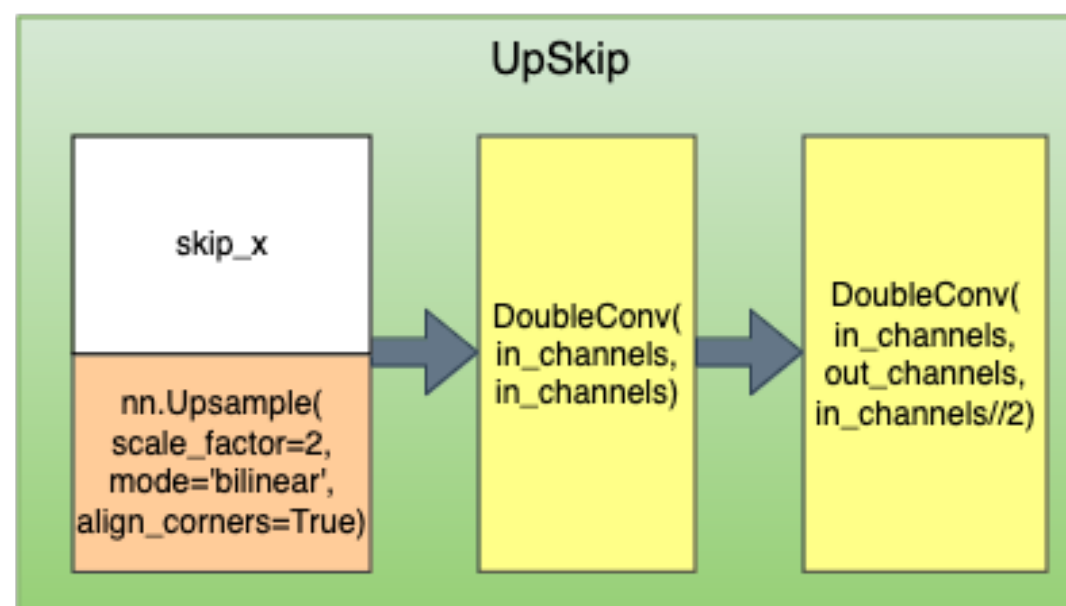 UpSkip
skip_x
nn.Upsample(
scale_factor=2,
mode='bilinear',
align_corners=True)
DoubleConv(
in_channels,
in_channels)
DoubleConv(
in_channels,
out_channels,
in_channels//2)